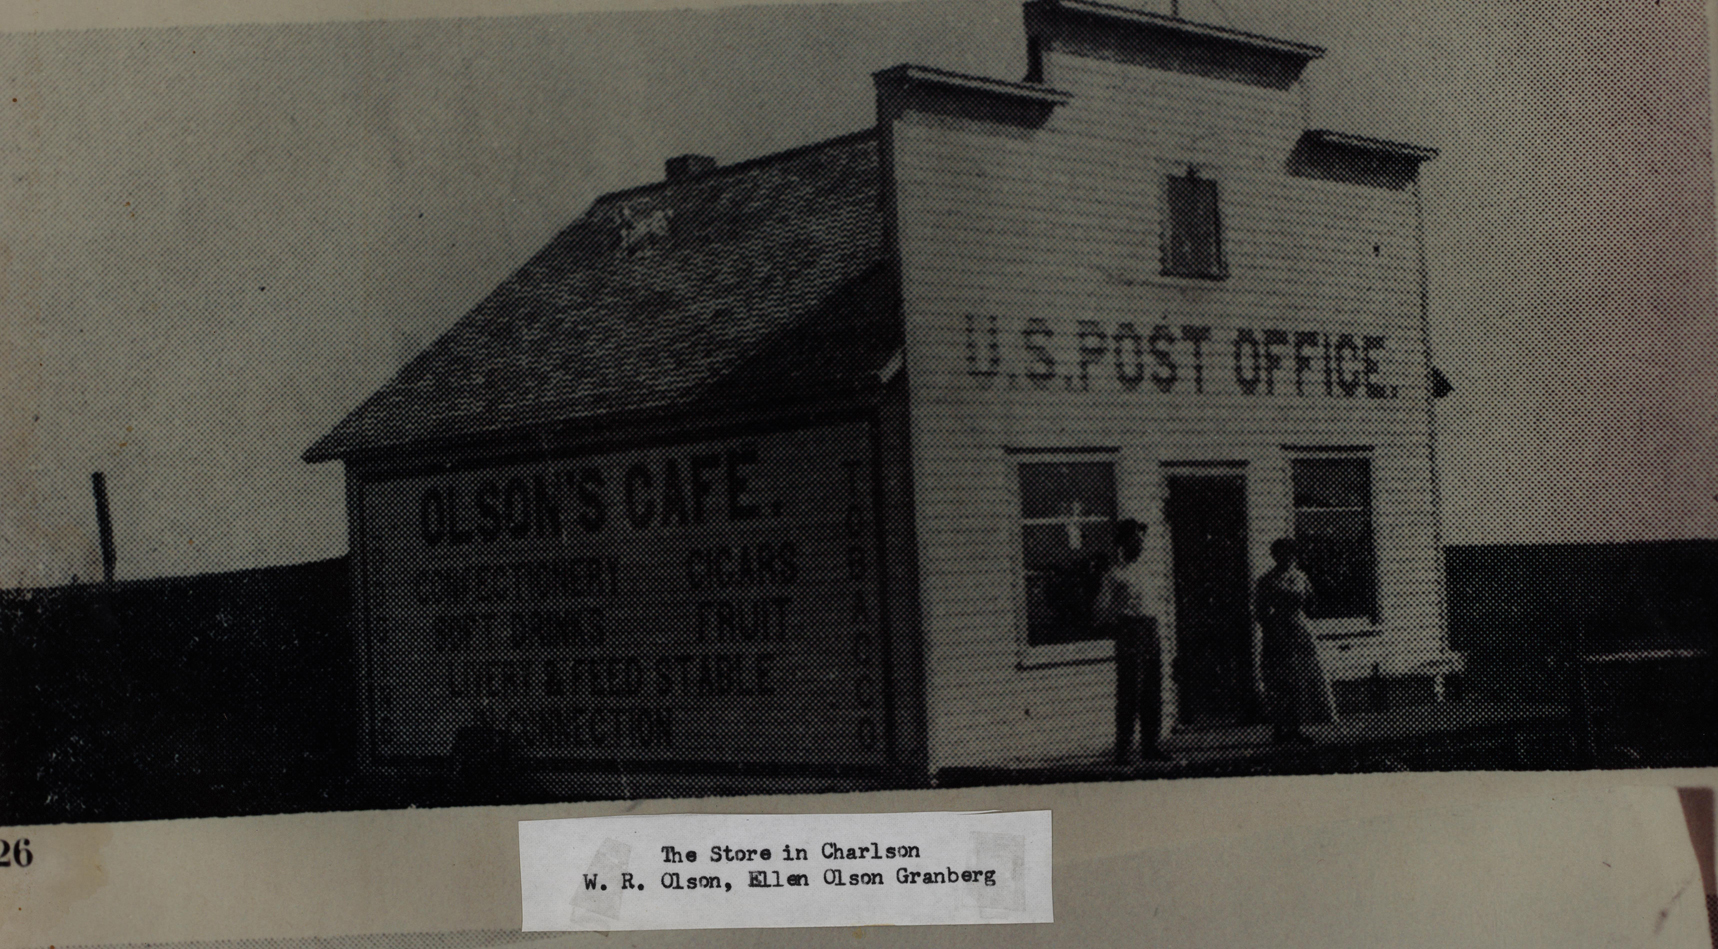 U.S. POST OFFICE.
OLSON'S CAFE.
CONFECTIONERY CIGARS
SOFT DRINKS FRUIT
LIVERY & FEED STABLE
IN CONNECTION
TOBACCO
26
The Store in Charlson
W. R. Olson, Ellen Olson Granberg